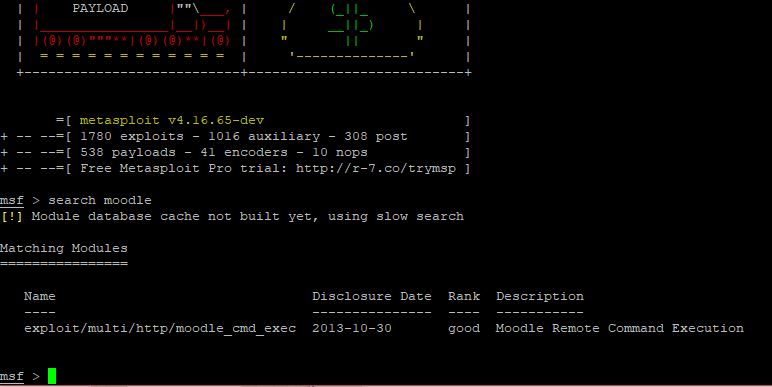 | |     PAYLOAD      |""\___, |     /    (_||_     \      |
| |_________________|__|)__| |    |     __||_)     |     |
| |(@)(@)"""**|(@)(@)**|(@) |    "       ||      "      |
|  = = = = = = = = = = = =  |     '--------------'      |
+---------------------------+---------------------------+
=[ metasploit v4.16.65-dev ]
+ -- --=[ 1780 exploits - 1016 auxiliary - 308 post ]
+ -- --=[ 538 payloads - 41 encoders - 10 nops ]
+ -- --=[ Free Metasploit Pro trial: http://r-7.co/trymsp ]
msf > search moodle
[!] Module database cache not built yet, using slow search
Matching Modules
================
Name Disclosure Date Rank Description
---- --------------- ---- -----------
exploit/multi/http/moodle_cmd_exec 2013-10-30 good Moodle Remote Command Execution
msf >